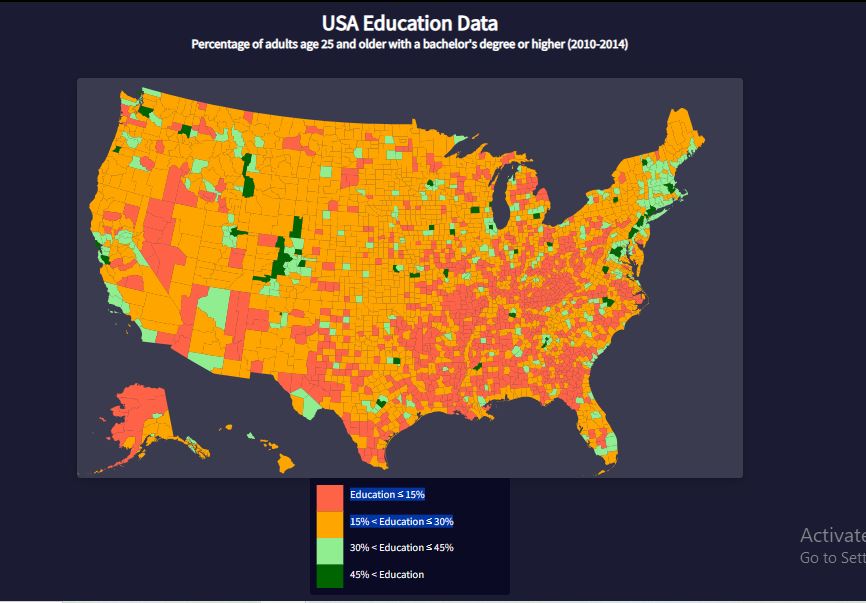 USA Education Data
Percentage of adults age 25 and older with a bachelor's degree or higher (2010-2014)
Education ≤ 15%
15% < Education ≤ 30%
30% < Education ≤ 45%
45% < Education
Activate
Go to Sett